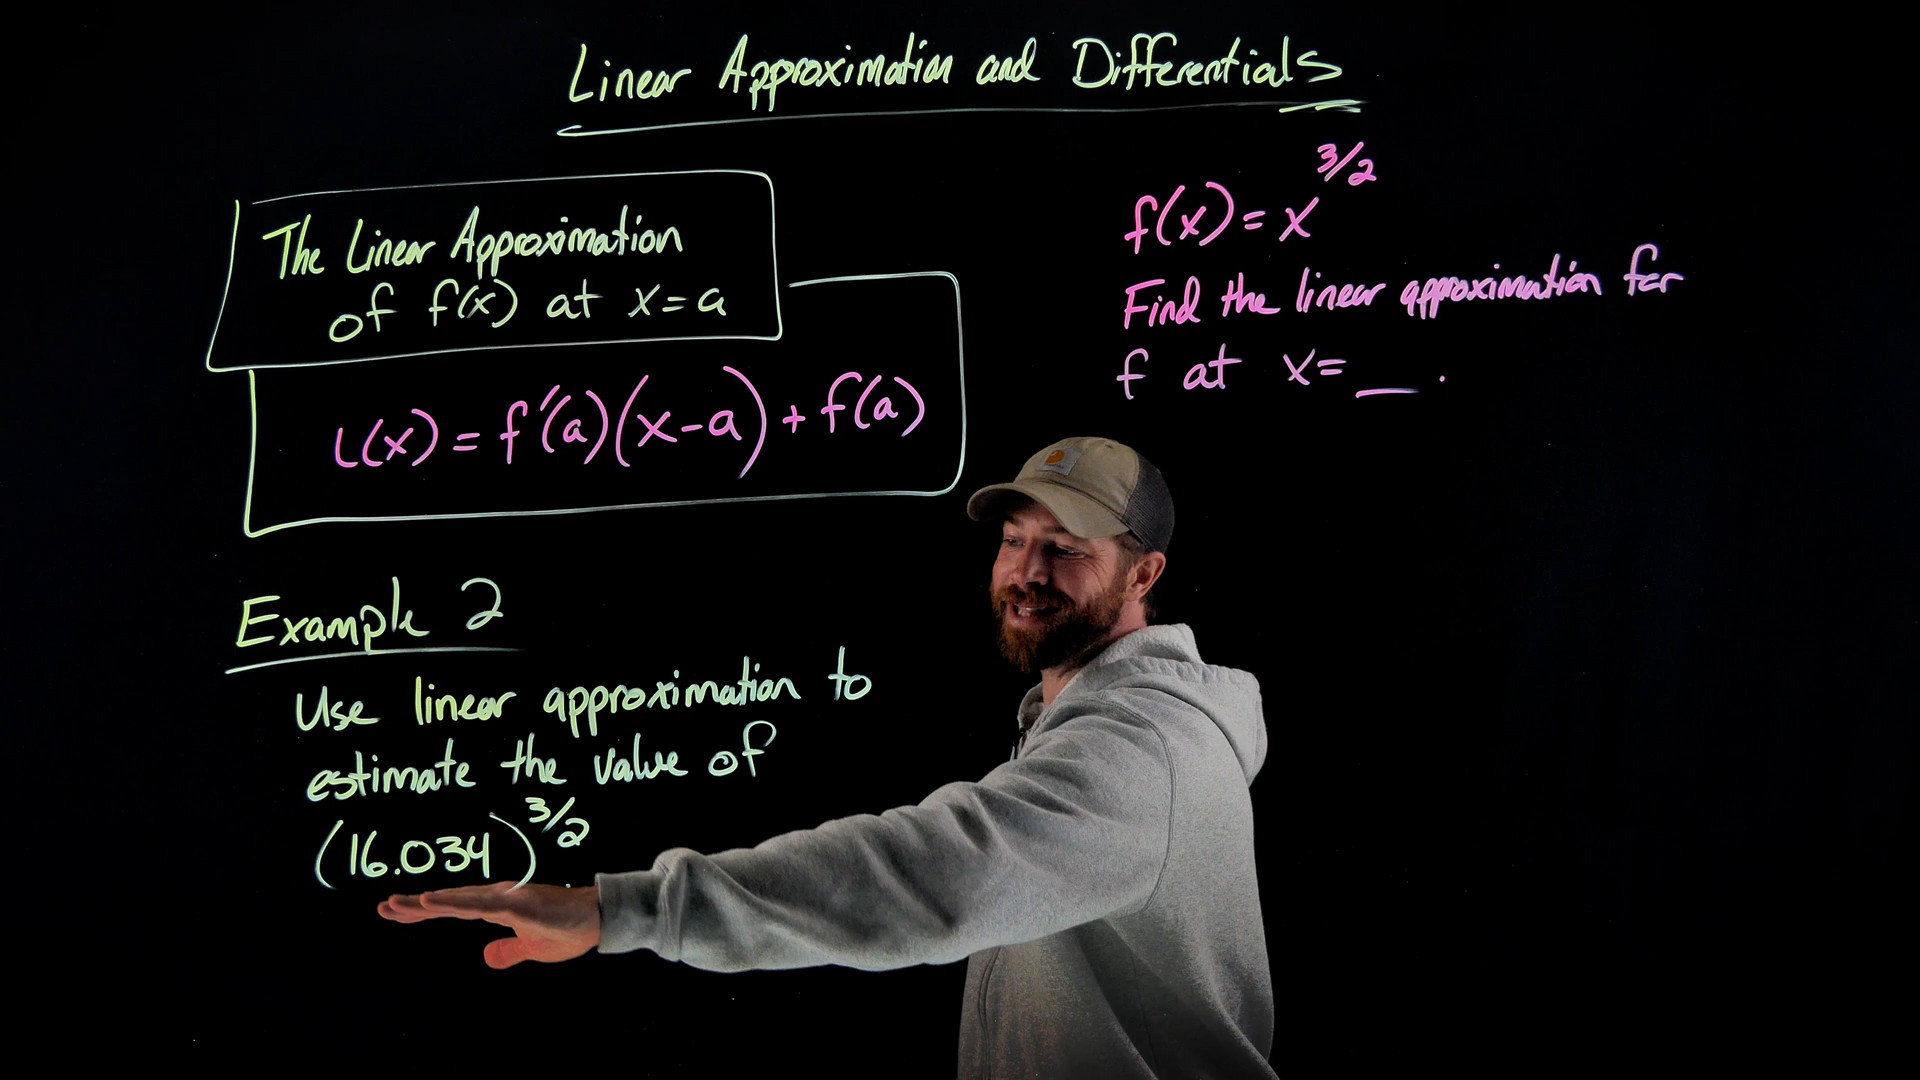 Linear Approximation and Differentials
The Linear Approximation
of f(x) at x=a
L(x) = f'(a)(x-a) + f(a)
f(x) = x^3/2
Find the linear approximation for
f at x=__.
Example 2
Use linear approximation to
estimate the value of
(16.034)^3/2.